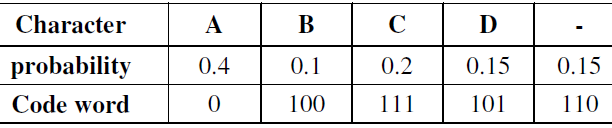 Character A B C D -
probability 0.4 0.1 0.2 0.15 0.15
Code word 0 100 111 101 110